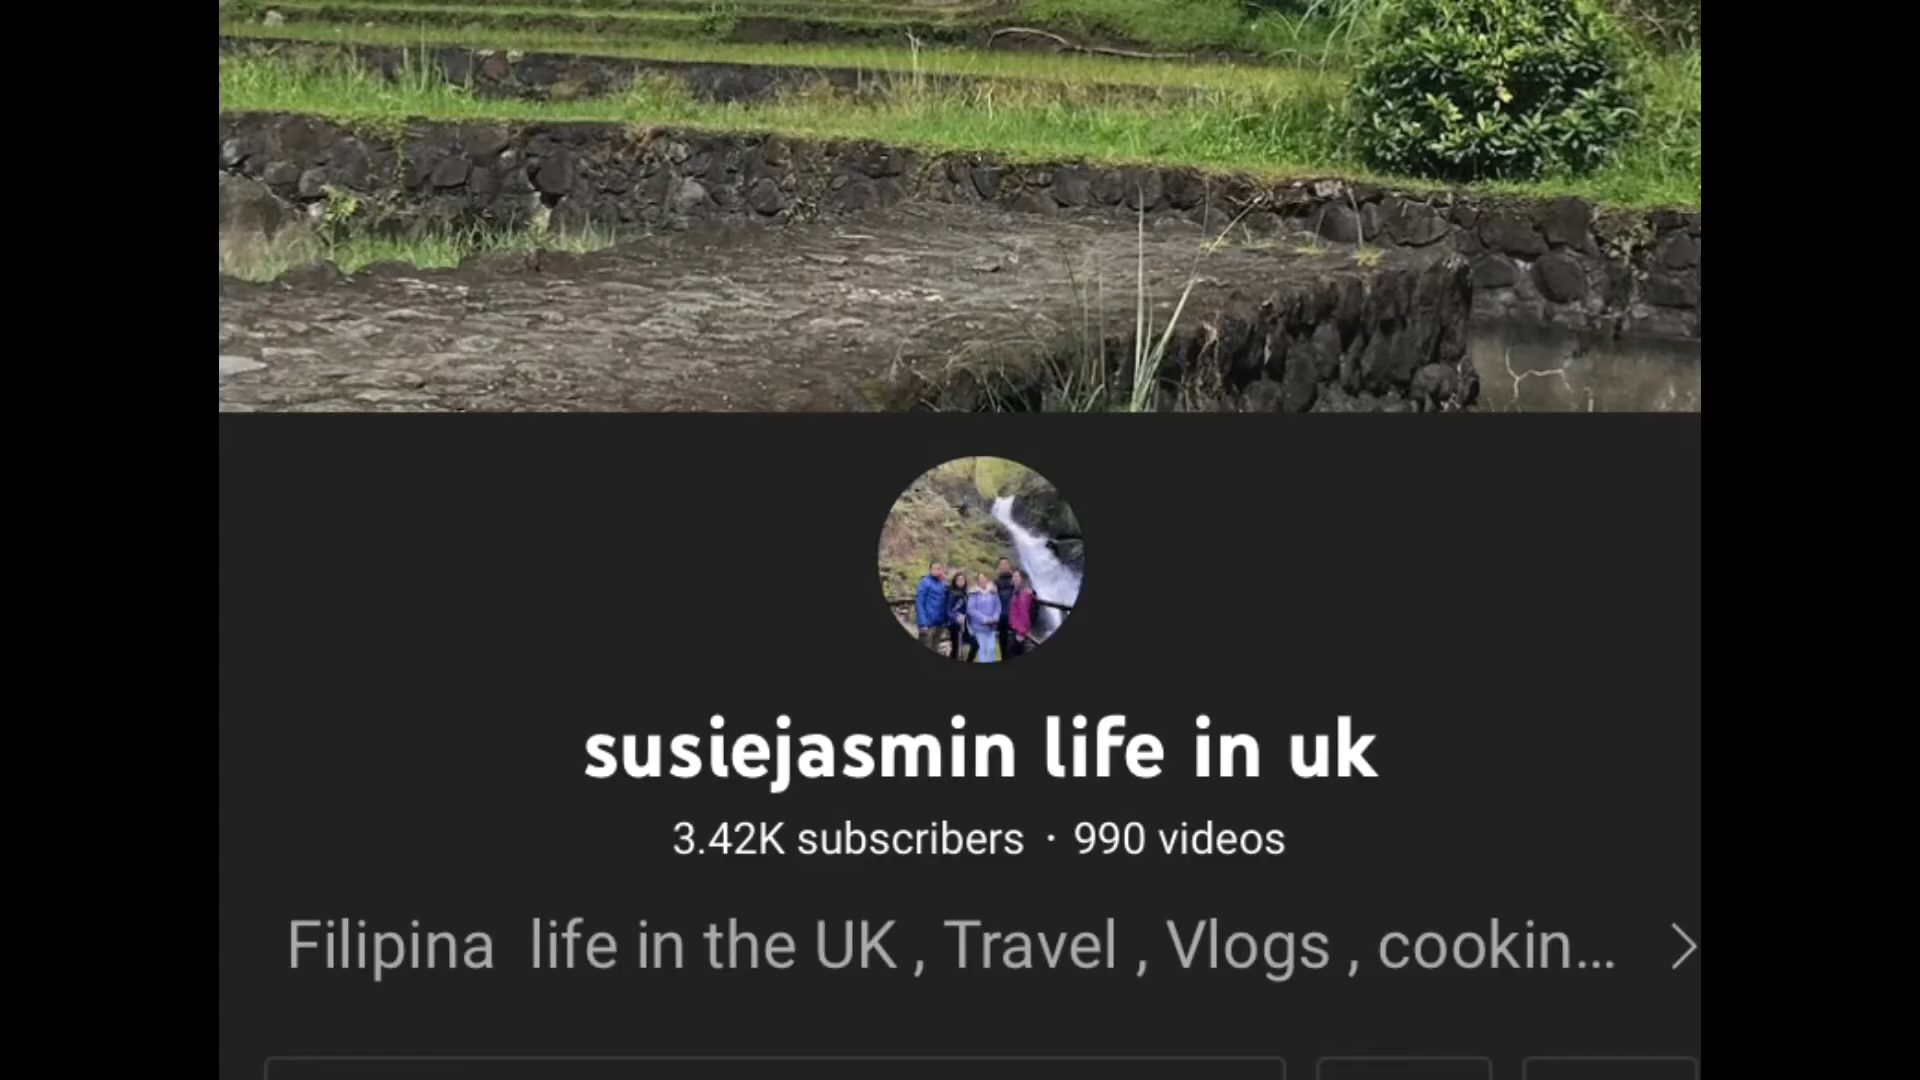 susiejasmin life in uk
3.42K subscribers · 990 videos
Filipina life in the UK , Travel , Vlogs , cookin...